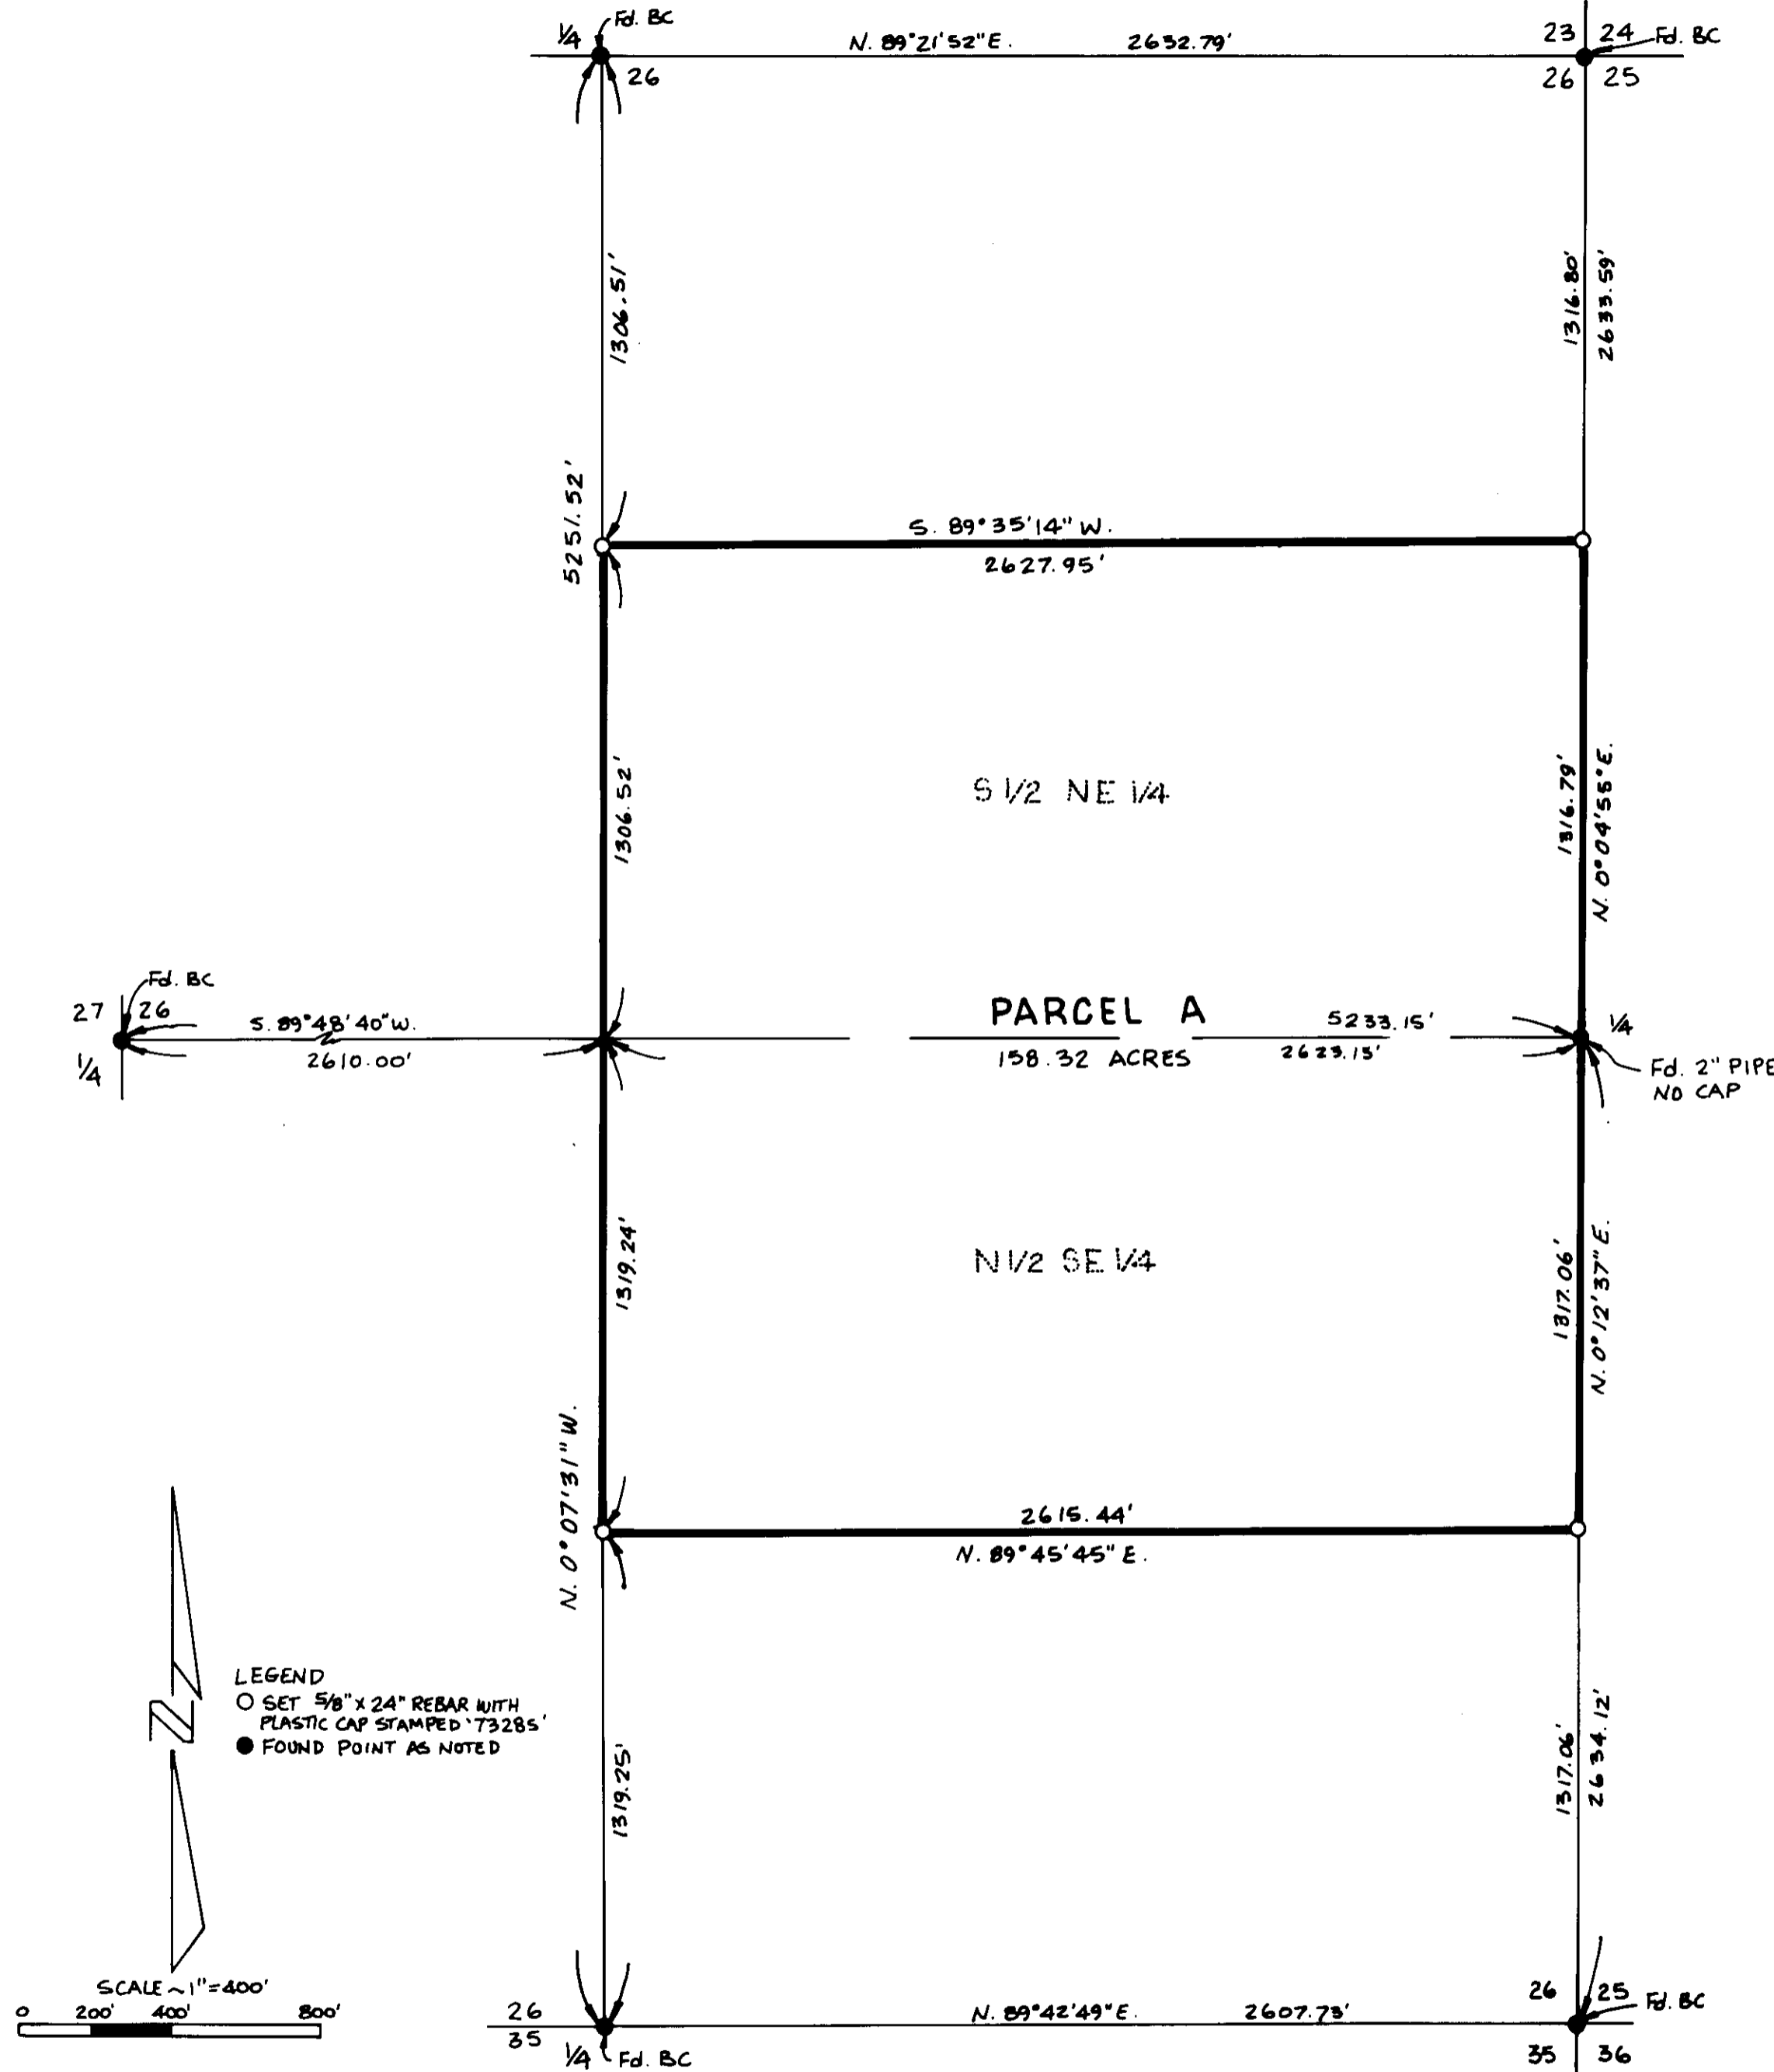 Fd. BC
1/4
N. 89°21'52"E. 2632.79'
23 24
Fd. BC
26
26 25
1306.51'
1316.80'
2633.59'
5251.52'
S. 89°35'14" W.
2627.95'
1306.52'
S 1/2 NE 1/4
1316.79'
N. 0°04'55"E.
Fd. BC
27 26
S. 89°48'40"W.
2610.00'
1/4
PARCEL A
158.32 ACRES
5233.15'
2623.15'
1/4
Fd. 2" PIPE
NO CAP
1319.24'
N 1/2 SE 1/4
1317.06'
N. 0°12'37"E.
N. 0°07'31"W.
2615.44'
N. 89°45'45"E.
N
LEGEND
SET 5/8" X 24" REBAR WITH
PLASTIC CAP STAMPED '7328S'
FOUND POINT AS NOTED
1319.25'
1317.06'
2634.12'
SCALE ~ 1"=400'
0 200' 400' 800'
26
35
1/4
Fd. BC
N. 89°42'49"E. 2607.73'
26 25
Fd. BC
35 36